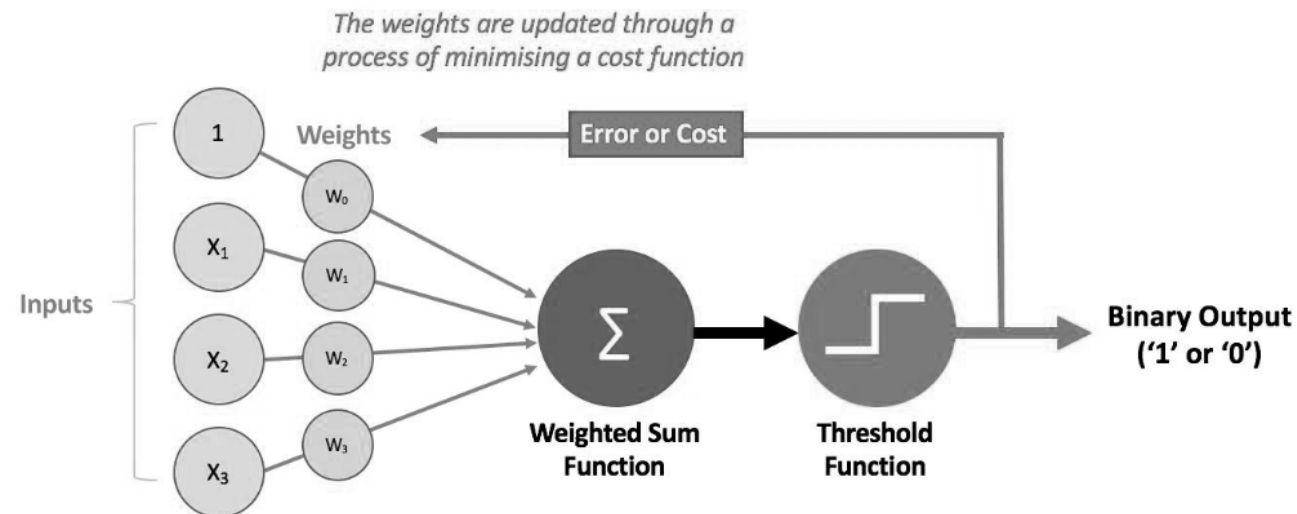 The weights are updated through a
process of minimising a cost function
1
Weights
Error or Cost
W₀
X₁
W₁
Inputs
Σ
Binary Output
(‘1’ or ‘0’)
X₂
W₂
Weighted Sum
Function
Threshold
Function
W₃
X₃